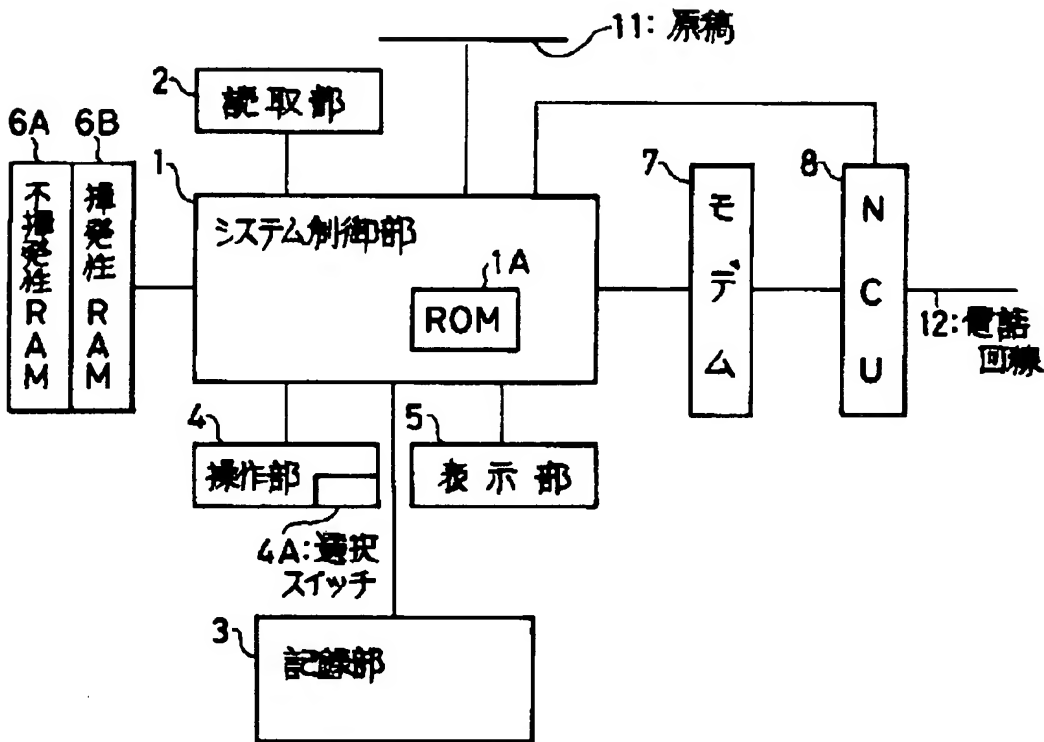 11: 原稿
2
読取部
6A
6B
不揮発性RAM
揮発性RAM
1
システム制御部
1A
ROM
7
モデム
8
NCU
12: 電話
回線
4
操作部
4A: 選択
スイッチ
5
表示部
3
記録部